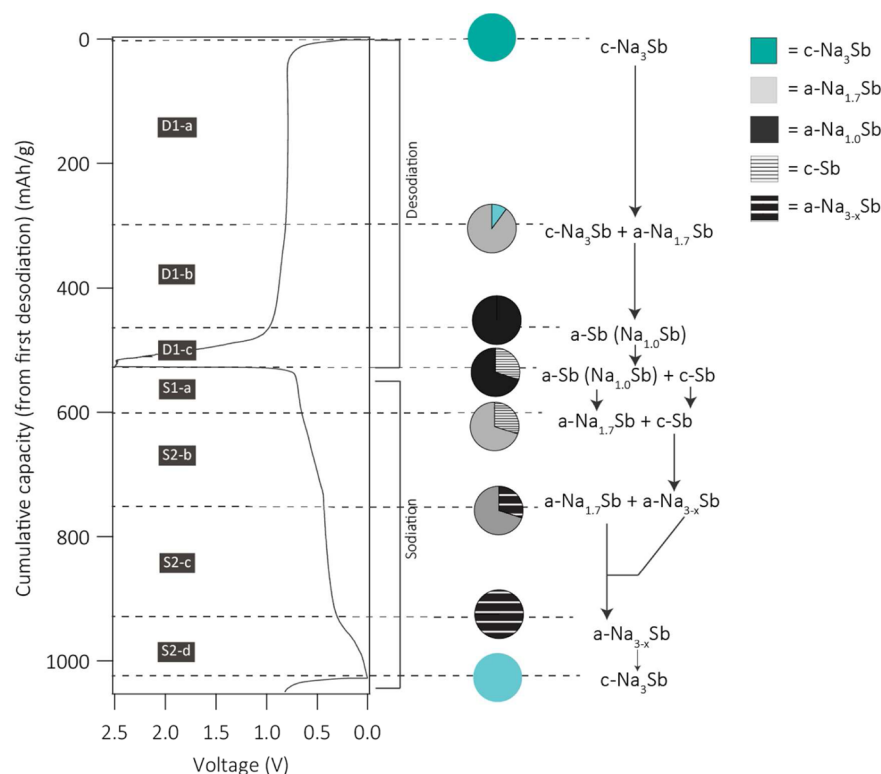 Cumulative capacity (from first desodiation) (mAh/g)
0
200
400
600
800
1000
2.5 2.0 1.5 1.0 0.5 0.0
Voltage (V)
D1-a
D1-b
D1-c
S1-a
S2-b
S2-c
S2-d
Desodiation
Sodiation
c-Na₃Sb
c-Na₃Sb + a-Na₁.₇ Sb
a-Sb (Na₁.₀Sb)
a-Sb (Na₁.₀Sb) + c-Sb
a-Na₁.₇Sb + c-Sb
a-Na₁.₇Sb + a-Na₃₋ₓSb
a-Na₃₋ₓSb
c-Na₃Sb
= c-Na₃Sb
= a-Na₁.₇Sb
= a-Na₁.₀Sb
= c-Sb
= a-Na₃₋ₓSb